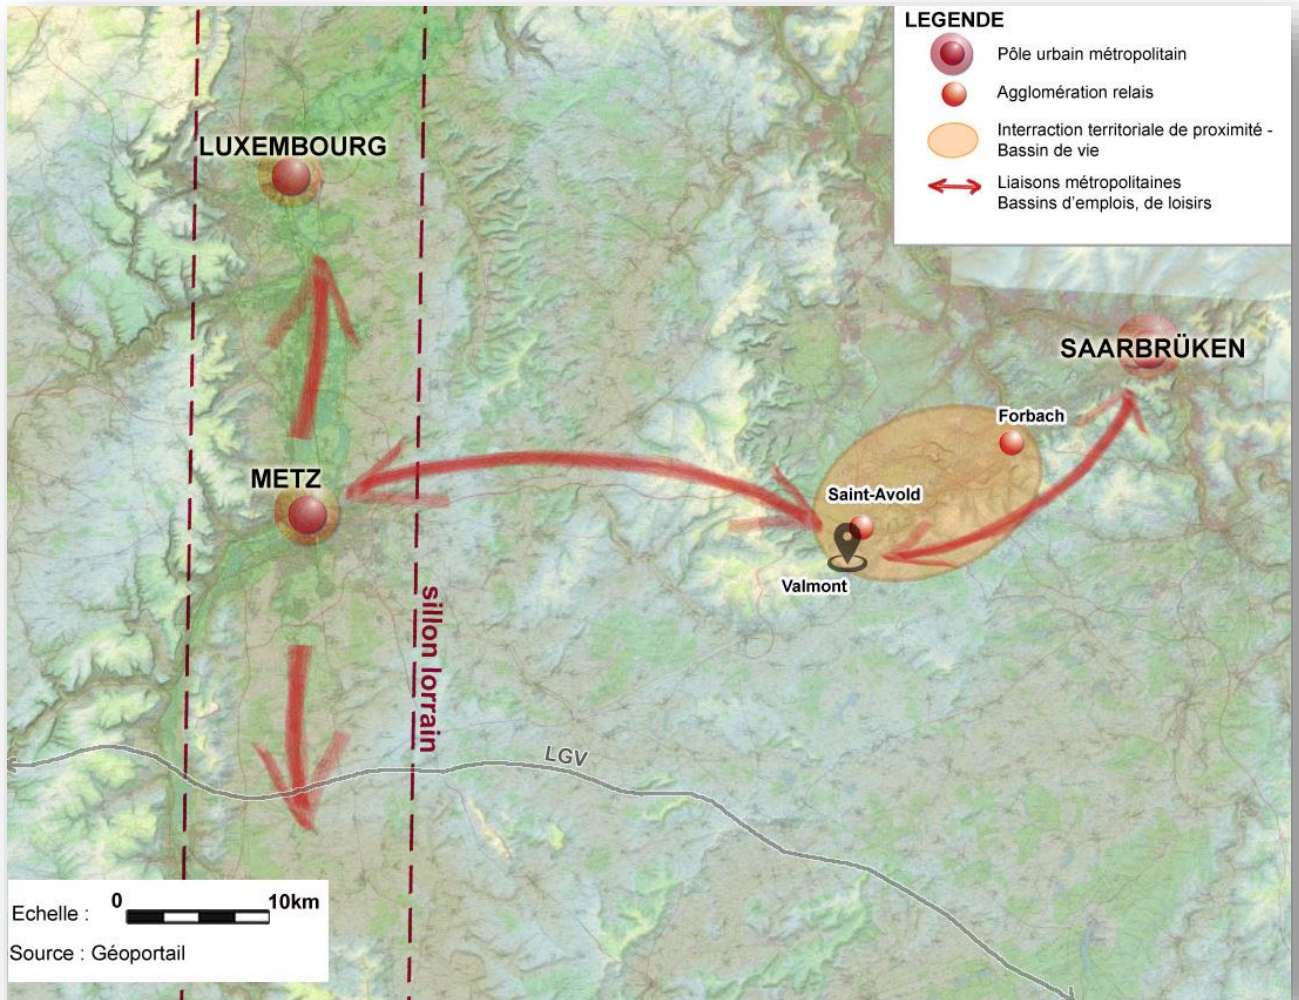 LEGENDE
Pôle urbain métropolitain
Agglomération relais
Interraction territoriale de proximité -
Bassin de vie
Liaisons métropolitaines
Bassins d'emplois, de loisirs
LUXEMBOURG
SAARBRÜKEN
Forbach
METZ
Saint-Avold
Valmont
sillon lorrain
LGV
0 10km
Echelle :
Source : Géoportail